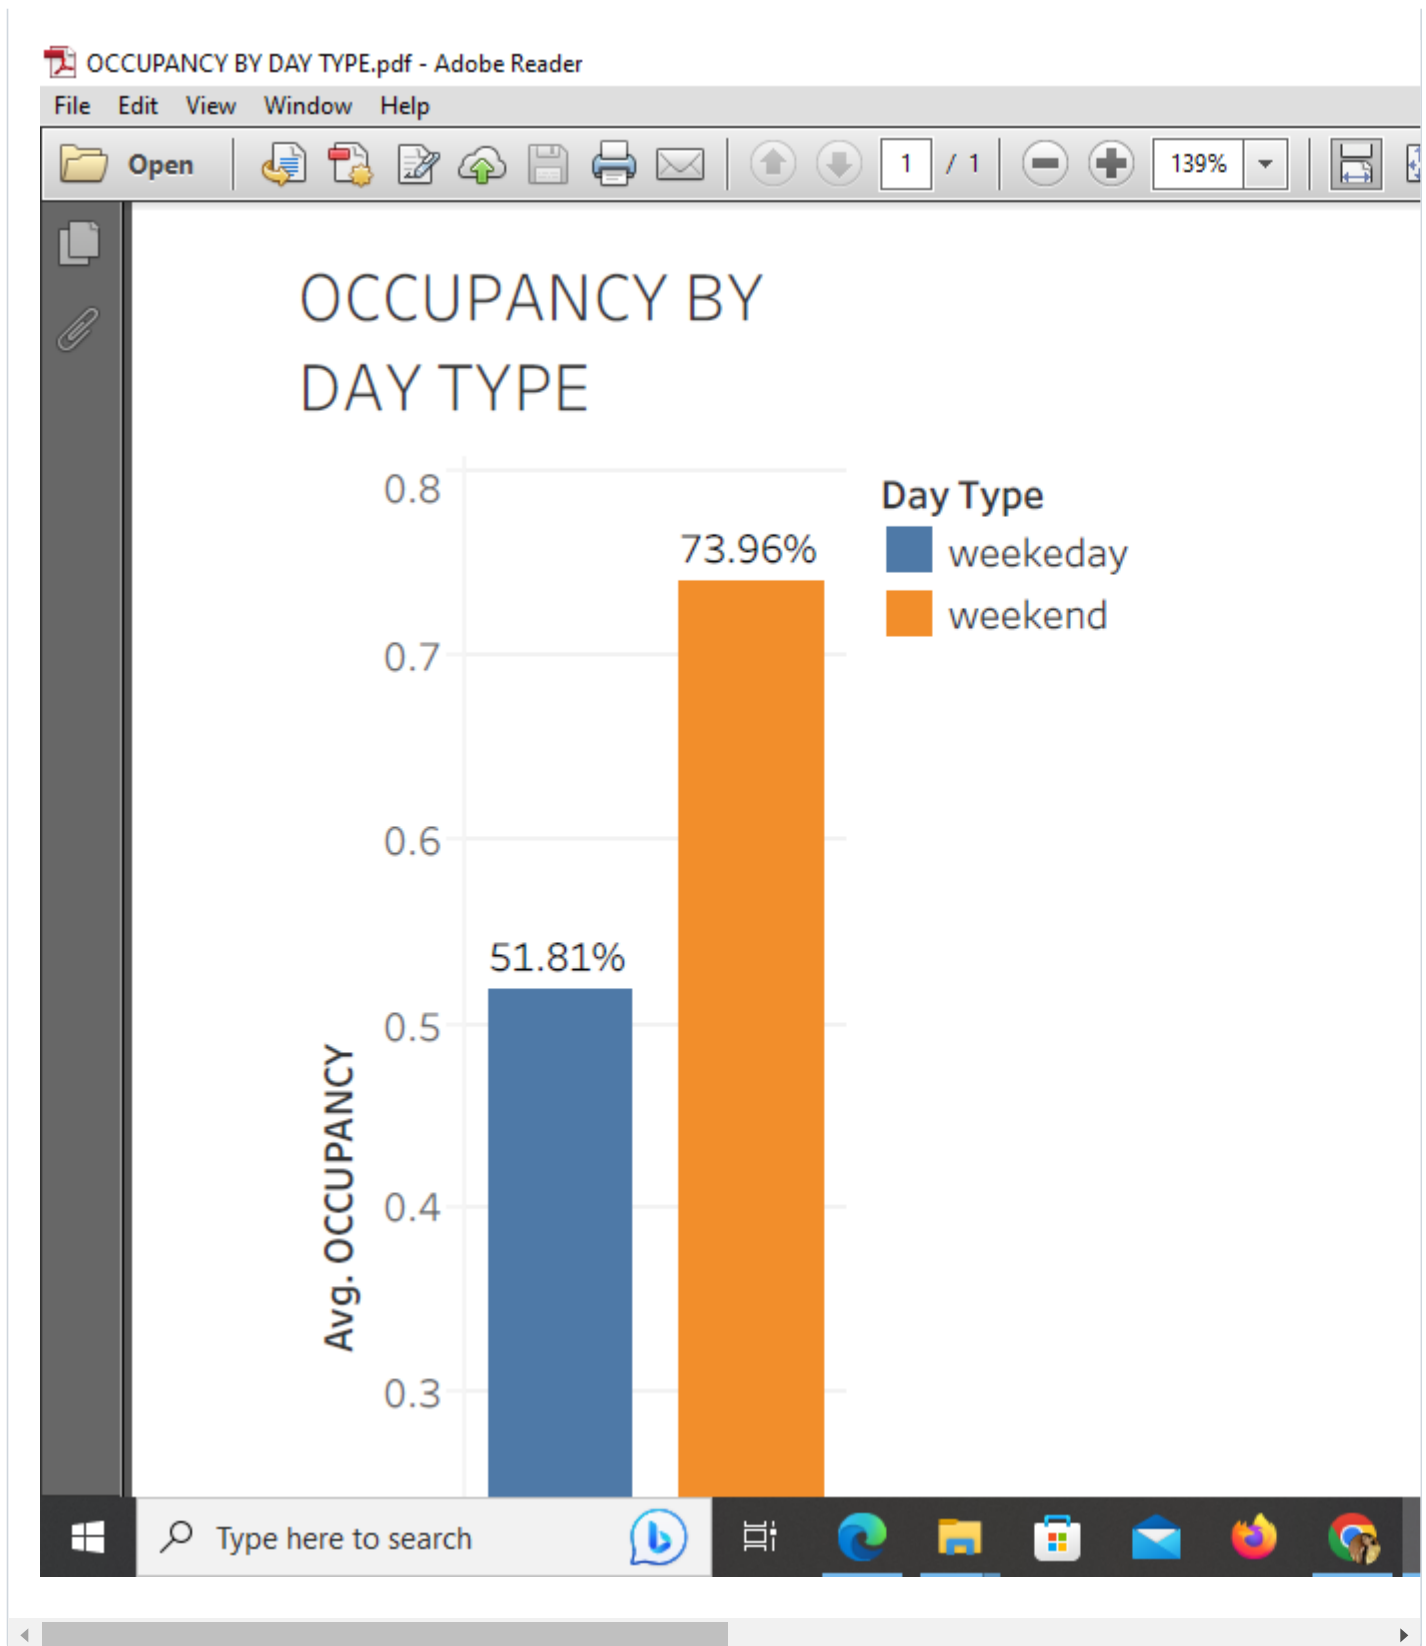 OCCUPANCY BY DAY TYPE.pdf - Adobe Reader
File Edit View Window Help
Open 1 / 1 139%
OCCUPANCY BY
DAY TYPE
0.8
Day Type
73.96%
weekeday
weekend
0.7
0.6
51.81%
0.5
Avg. OCCUPANCY
0.4
0.3
Type here to search